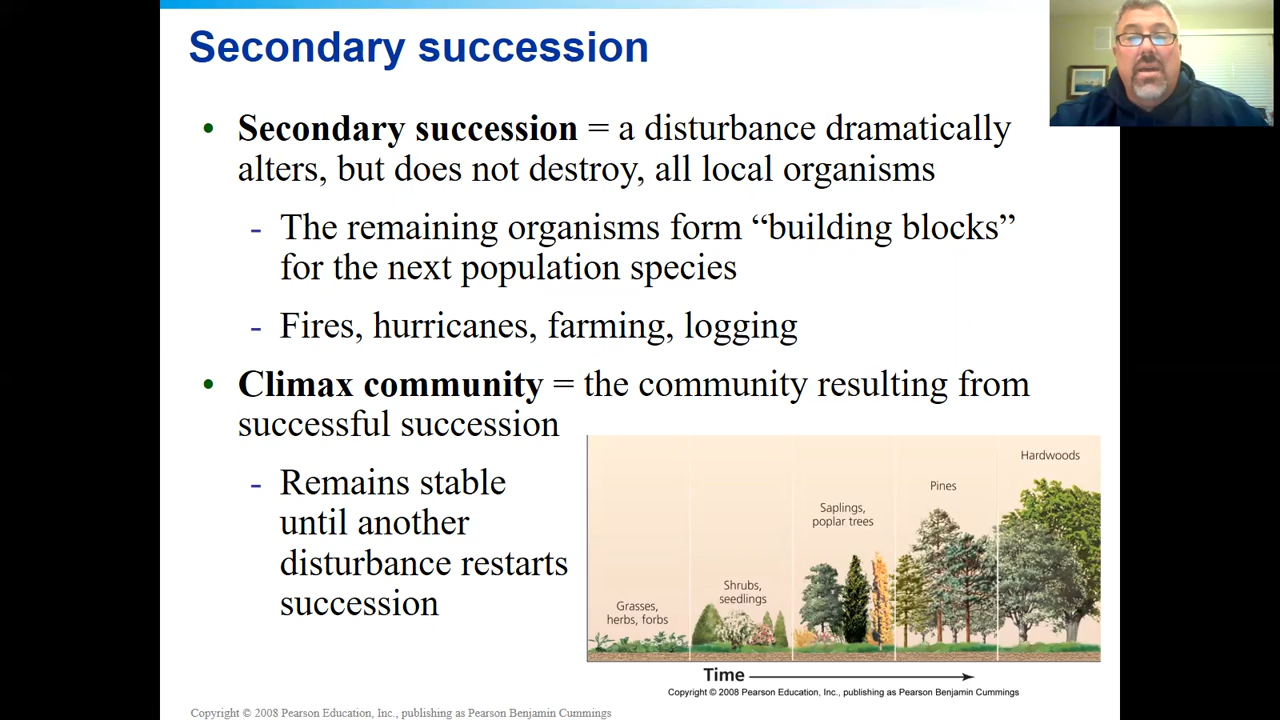 Secondary succession
• Secondary succession = a disturbance dramatically
alters, but does not destroy, all local organisms
- The remaining organisms form “building blocks”
for the next population species
- Fires, hurricanes, farming, logging
• Climax community = the community resulting from
successful succession
- Remains stable
until another
disturbance restarts
succession
Grasses,
herbs, forbs
Shrubs,
seedlings
Saplings,
poplar trees
Pines
Hardwoods
Time
Copyright © 2008 Pearson Education, Inc., publishing as Pearson Benjamin Cummings
Copyright © 2008 Pearson Education, Inc., publishing as Pearson Benjamin Cummings